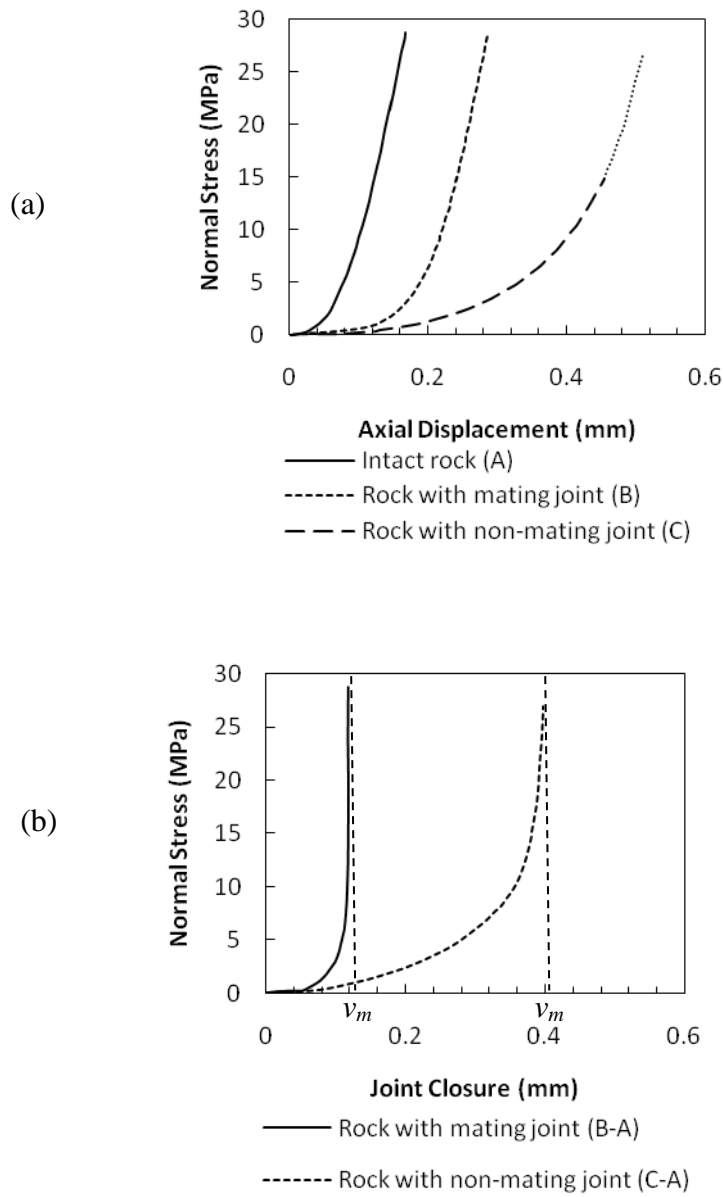 (a)
Normal Stress (MPa)
30
25
20
15
10
5
0
0 0.2 0.4 0.6
Axial Displacement (mm)
Intact rock (A)
Rock with mating joint (B)
Rock with non-mating joint (C)
(b)
Normal Stress (MPa)
30
25
20
15
10
5
0
vm vm
0 0.2 0.4 0.6
Joint Closure (mm)
Rock with mating joint (B-A)
Rock with non-mating joint (C-A)